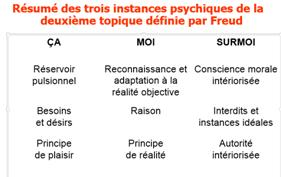 Résumé des trois instances psychiques de la
deuxième topique définie par Freud
ÇA MOI SURMOI
Réservoir Reconnaissance et Conscience morale
pulsionnel adaptation à la intériorisée
réalité objective
Besoins Raison Interdits et
et désirs instances idéales
Principe Principe Autorité
de plaisir de réalité intériorisée